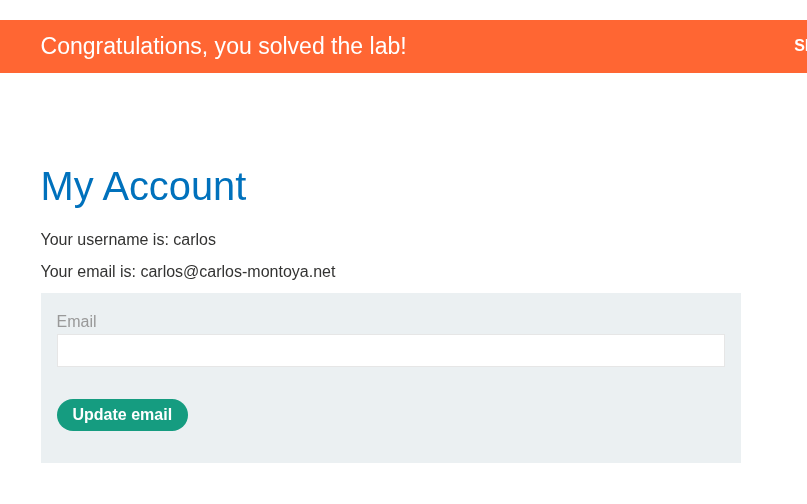 Congratulations, you solved the lab!
My Account
Your username is: carlos
Your email is: carlos@carlos-montoya.net
Email
Update email